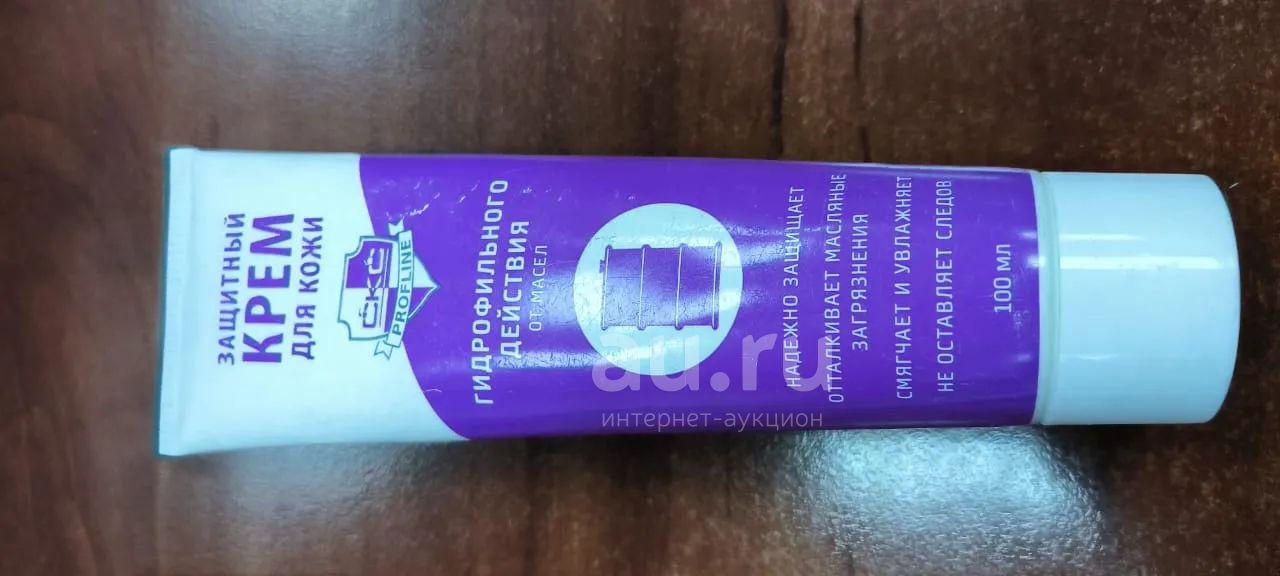 ЗАЩИТНЫЙ
КРЕМ
ДЛЯ КОЖИ
СКС
PROFLINE
ГИДРОФИЛЬНОГО
ДЕЙСТВИЯ
ОТ МАСЕЛ
НАДЕЖНО ЗАЩИЩАЕТ
ОТТАЛКИВАЕТ МАСЛЯНЫЕ
ЗАГРЯЗНЕНИЯ
СМЯГЧАЕТ И УВЛАЖНЯЕТ
НЕ ОСТАВЛЯЕТ СЛЕДОВ
100 МЛ
au.ru
интернет-аукцион